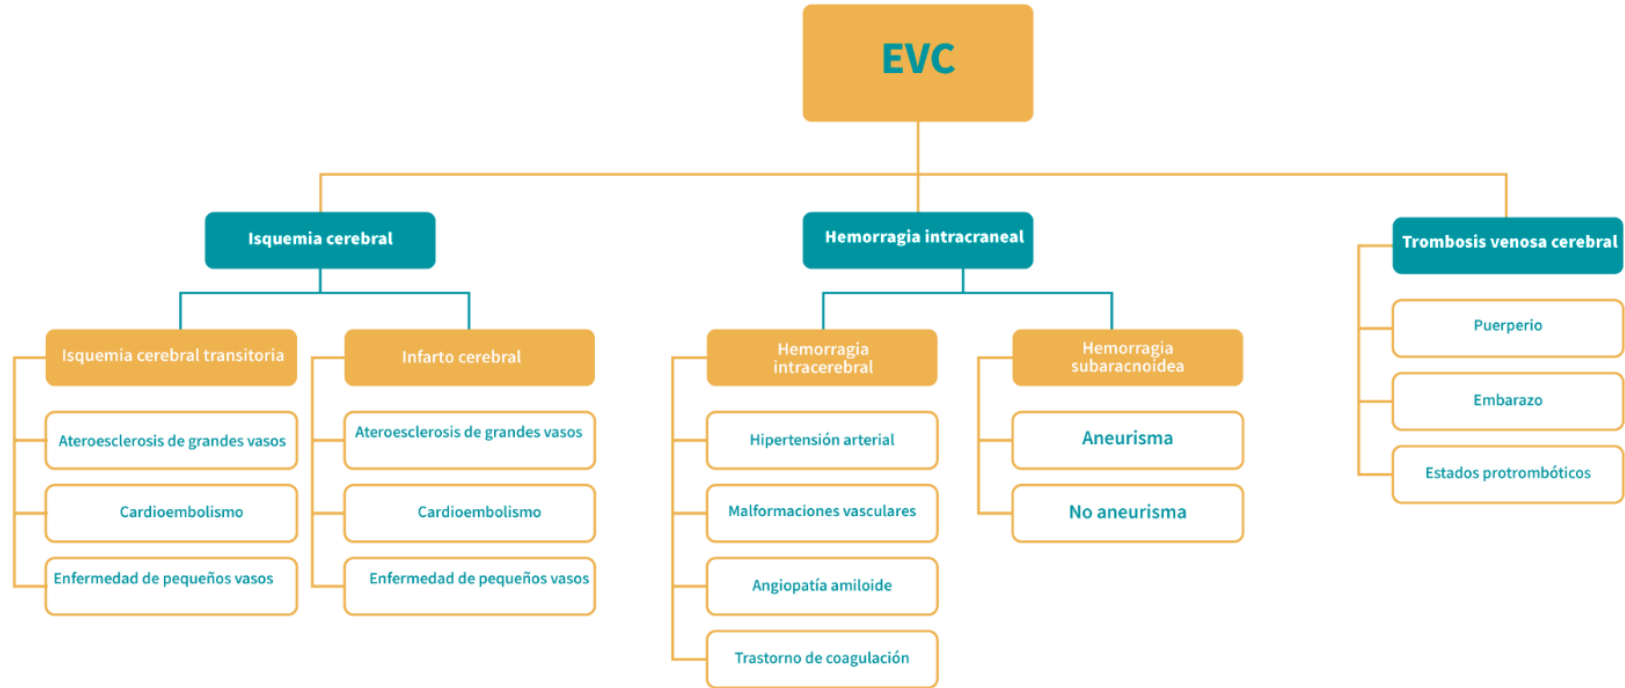 EVC
Isquemia cerebral
Hemorragia intracraneal
Trombosis venosa cerebral
Isquemia cerebral transitoria
Ateroesclerosis de grandes vasos
Cardioembolismo
Enfermedad de pequeños vasos
Infarto cerebral
Ateroesclerosis de grandes vasos
Cardioembolismo
Enfermedad de pequeños vasos
Hemorragia
intracerebral
Hipertensión arterial
Malformaciones vasculares
Angiopatía amiloide
Trastorno de coagulación
Hemorragia
subaracnoidea
Aneurisma
No aneurisma
Puerperio
Embarazo
Estados protrombóticos